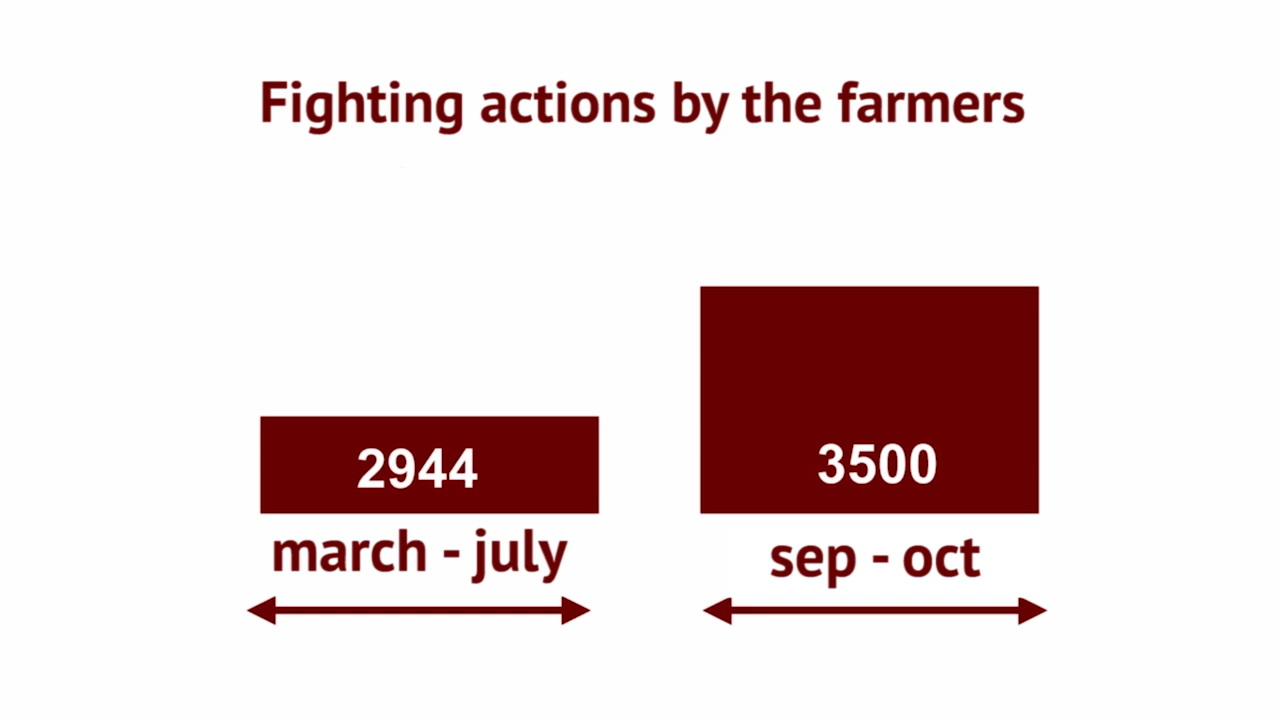 Fighting actions by the farmers
2944
3500
march - july
sep - oct